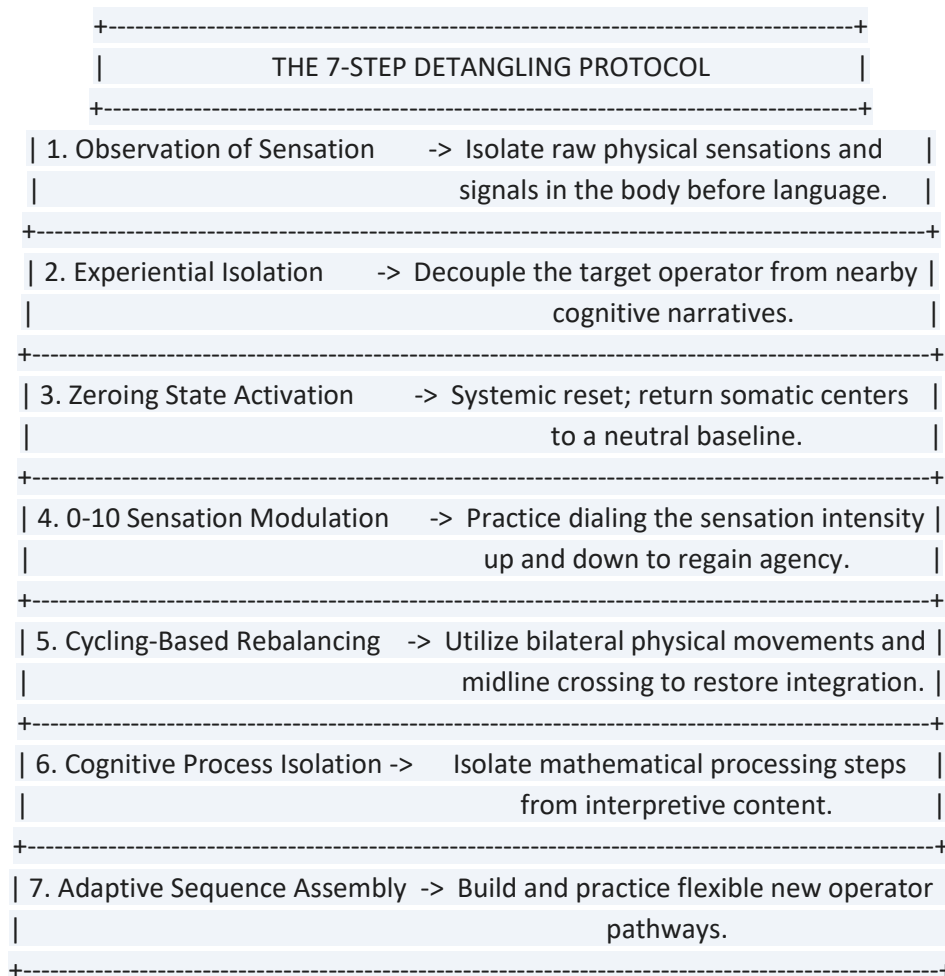 +-----------------------------------------------------------------------------+
| THE 7-STEP DETANGLING PROTOCOL |
+-----------------------------------------------------------------------------+
| 1. Observation of Sensation -> Isolate raw physical sensations and |
| signals in the body before language. |
+-----------------------------------------------------------------------------+
| 2. Experiential Isolation -> Decouple the target operator from nearby |
| cognitive narratives. |
+-----------------------------------------------------------------------------+
| 3. Zeroing State Activation -> Systemic reset; return somatic centers |
| to a neutral baseline. |
+-----------------------------------------------------------------------------+
| 4. 0-10 Sensation Modulation -> Practice dialing the sensation intensity |
| up and down to regain agency. |
+-----------------------------------------------------------------------------+
| 5. Cycling-Based Rebalancing -> Utilize bilateral physical movements and |
| midline crossing to restore integration. |
+-----------------------------------------------------------------------------+
| 6. Cognitive Process Isolation -> Isolate mathematical processing steps |
| from interpretive content. |
+-----------------------------------------------------------------------------+
| 7. Adaptive Sequence Assembly -> Build and practice flexible new operator
| pathways.
+-----------------------------------------------------------------------------+